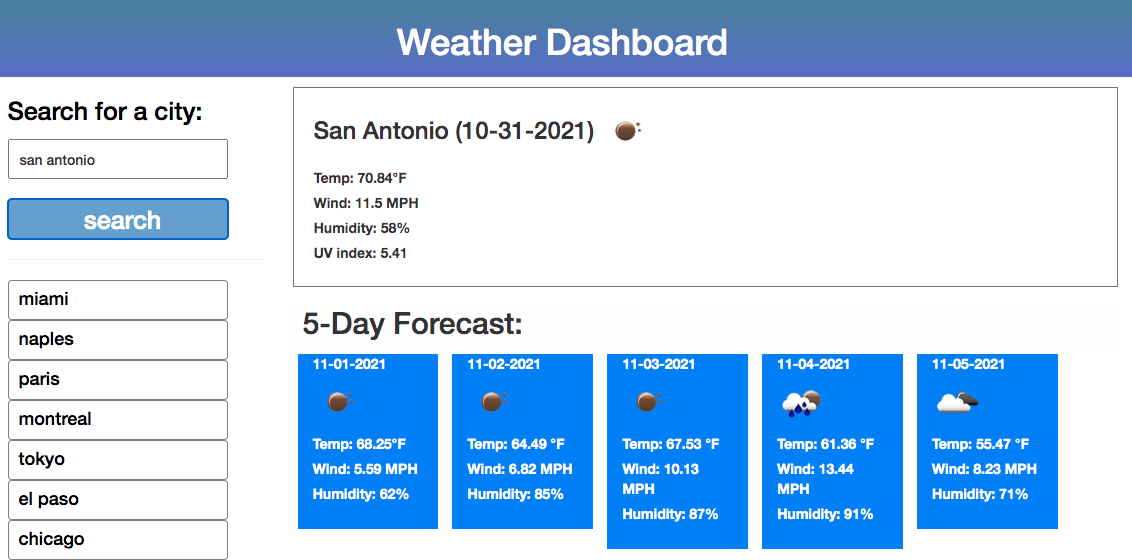 Weather Dashboard
Search for a city:
san antonio
search
miami
naples
paris
montreal
tokyo
el paso
chicago
San Antonio (10-31-2021)
Temp: 70.84°F
Wind: 11.5 MPH
Humidity: 58%
UV index: 5.41
5-Day Forecast:
11-01-2021
Temp: 68.25°F
Wind: 5.59 MPH
Humidity: 62%
11-02-2021
Temp: 64.49 °F
Wind: 6.82 MPH
Humidity: 85%
11-03-2021
Temp: 67.53 °F
Wind: 10.13
MPH
Humidity: 87%
11-04-2021
Temp: 61.36 °F
Wind: 13.44
MPH
Humidity: 91%
11-05-2021
Temp: 55.47 °F
Wind: 8.23 MPH
Humidity: 71%